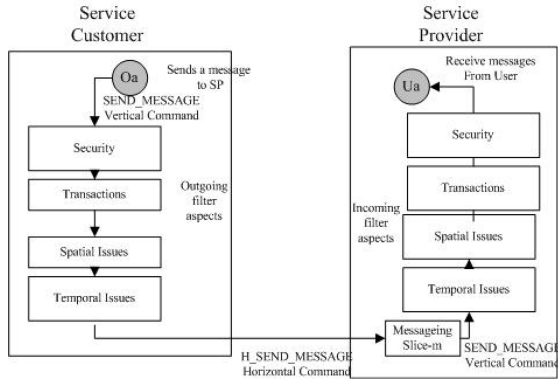 Service
Customer
Oa
Sends a message
to SP
SEND_MESSAGE
Vertical Command
Security
Transactions
Outgoing
filter
aspects
Spatial Issues
Temporal Issues
H_SEND_MESSAGE
Horizontal Command
Service
Provider
Receive messages
From User
Ua
Security
Transactions
Incoming
filter
aspects
Spatial Issues
Temporal Issues
Messageing
Slice-m
SEND_MESSAGE
Vertical Command